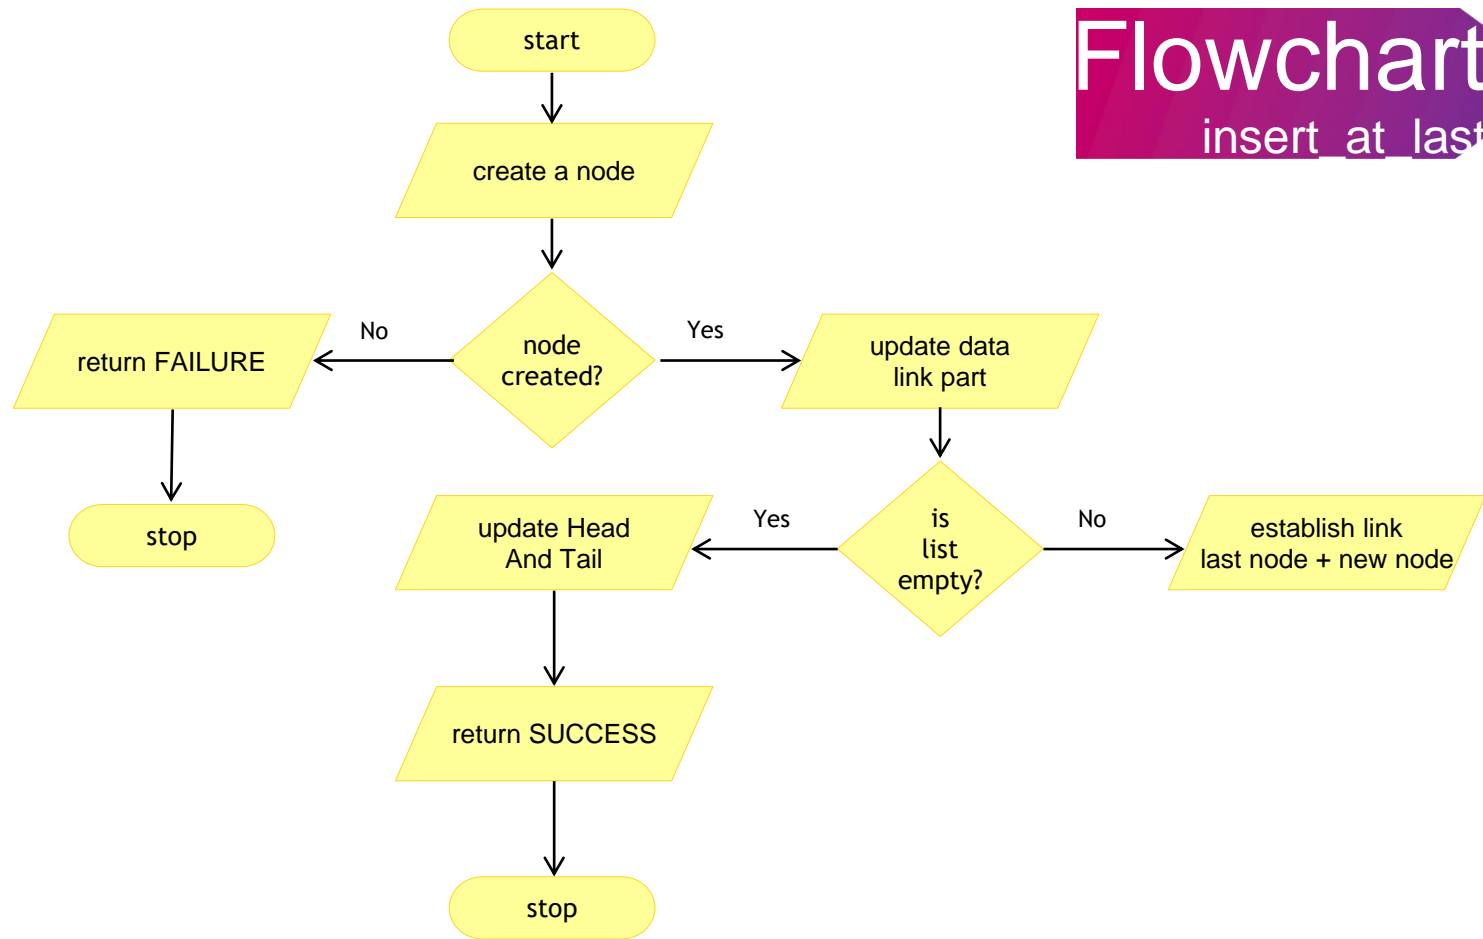 Flowchart
insert_at_last
start
create a node
node
created?
No
Yes
return FAILURE
stop
update data
link part
is
list
empty?
Yes
No
update Head
And Tail
establish link
last node + new node
return SUCCESS
stop